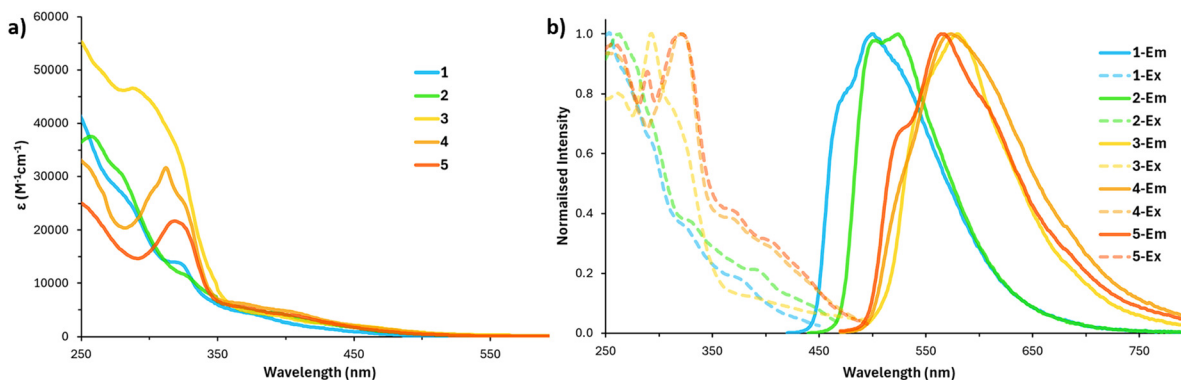 a)
60000
50000
40000
30000
20000
10000
0
ε (M⁻¹cm⁻¹)
250
350
450
550
Wavelength (nm)
1
2
3
4
5
b)
1.0
0.8
0.6
0.4
0.2
0.0
Normailsed Intensity
250
350
450
550
650
750
Wavelength (nm)
1-Em
1-Ex
2-Em
2-Ex
3-Em
3-Ex
4-Em
4-Ex
5-Em
5-Ex